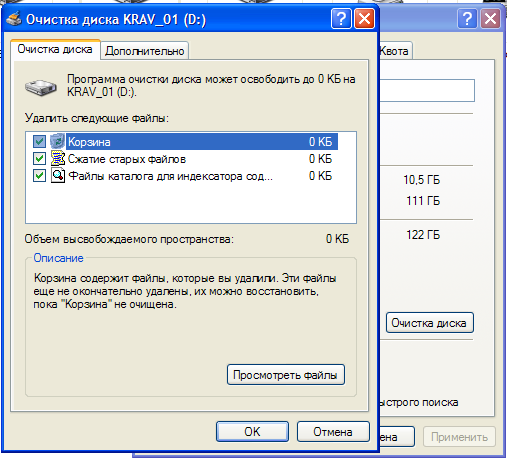 Очистка диска KRAV_01 (D:)
Очистка диска
Дополнительно
Квота
Программа очистки диска может освободить до 0 КБ на
KRAV_01 (D:).
Удалить следующие файлы:
Корзина 0 КБ
Сжатие старых файлов 0 КБ
Файлы каталога для индексатора сод... 0 КБ
10,5 ГБ
111 ГБ
122 ГБ
Объем высвобождаемого пространства: 0 КБ
Описание
Корзина содержит файлы, которые вы удалили. Эти файлы
еще не окончательно удалены, их можно восстановить,
пока "Корзина" не очищена.
Очистка диска
Просмотреть файлы
ыстрого поиска
OK
Отмена
ена
Применить